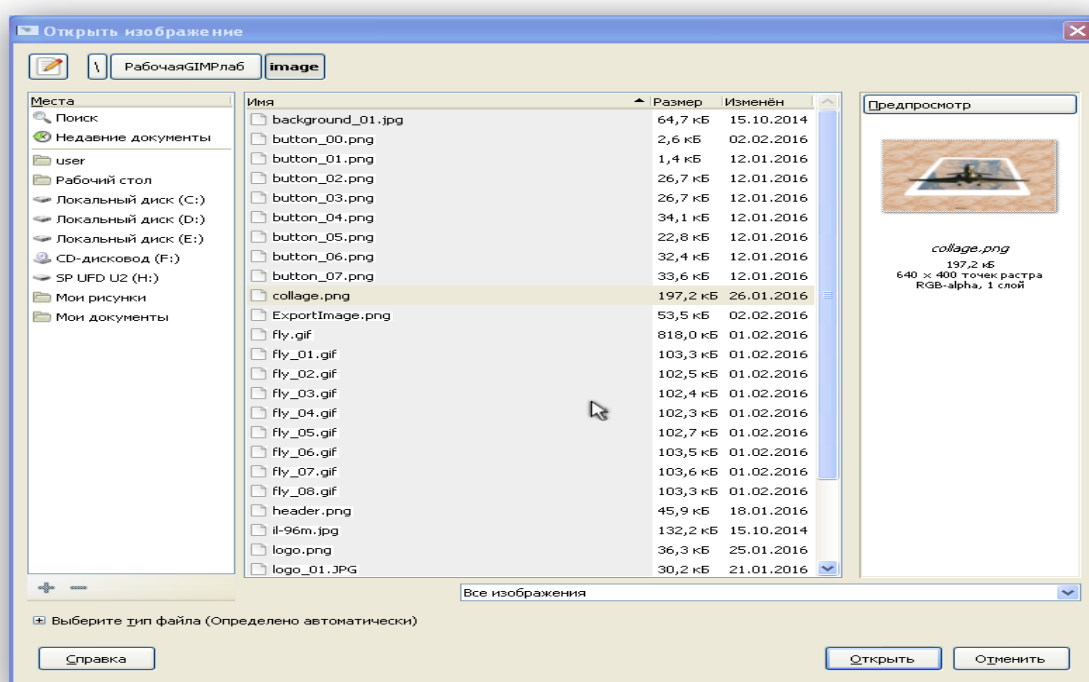 Открыть изображение
\ РабочаяGIMPлаб image
Места
Поиск
Недавние документы
user
Рабочий стол
Локальный диск (C:)
Локальный диск (D:)
Локальный диск (E:)
CD-дисковод (F:)
SP UFD U2 (H:)
Мои рисунки
Мои документы
Имя Размер Изменён
background_01.jpg 64,7 кБ 15.10.2014
button_00.png 2,6 кБ 02.02.2016
button_01.png 1,4 кБ 12.01.2016
button_02.png 26,7 кБ 12.01.2016
button_03.png 26,7 кБ 12.01.2016
button_04.png 34,1 кБ 12.01.2016
button_05.png 22,8 кБ 12.01.2016
button_06.png 32,4 кБ 12.01.2016
button_07.png 33,6 кБ 12.01.2016
collage.png 197,2 кБ 26.01.2016
ExportImage.png 53,5 кБ 02.02.2016
fly.gif 818,0 кБ 01.02.2016
fly_01.gif 103,3 кБ 01.02.2016
fly_02.gif 102,5 кБ 01.02.2016
fly_03.gif 102,4 кБ 01.02.2016
fly_04.gif 102,3 кБ 01.02.2016
fly_05.gif 102,7 кБ 01.02.2016
fly_06.gif 103,5 кБ 01.02.2016
fly_07.gif 103,6 кБ 01.02.2016
fly_08.gif 103,3 кБ 01.02.2016
header.png 45,9 кБ 18.01.2016
il-96m.jpg 132,2 кБ 15.10.2014
logo.png 36,3 кБ 25.01.2016
logo_01.JPG 30,2 кБ 21.01.2016
Предпросмотр
collage.png
197,2 кБ
640 × 400 точек растра
RGB-alpha, 1 слой
Все изображения
Выберите тип файла (Определено автоматически)
Справка Открыть Отменить